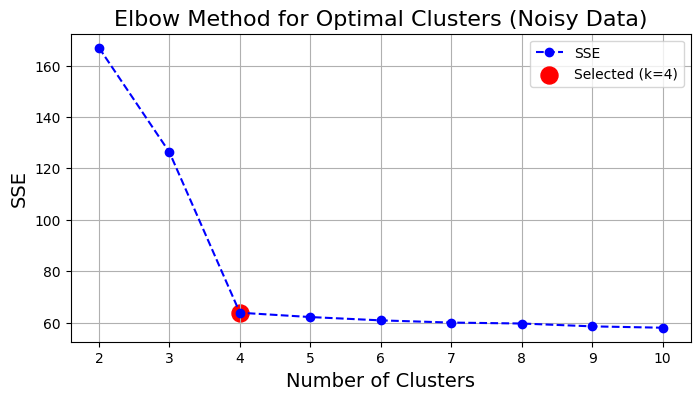 Elbow Method for Optimal Clusters (Noisy Data)
SSE
Selected (k=4)
160
140
120
100
80
60
SSE
2 3 4 5 6 7 8 9 10
Number of Clusters